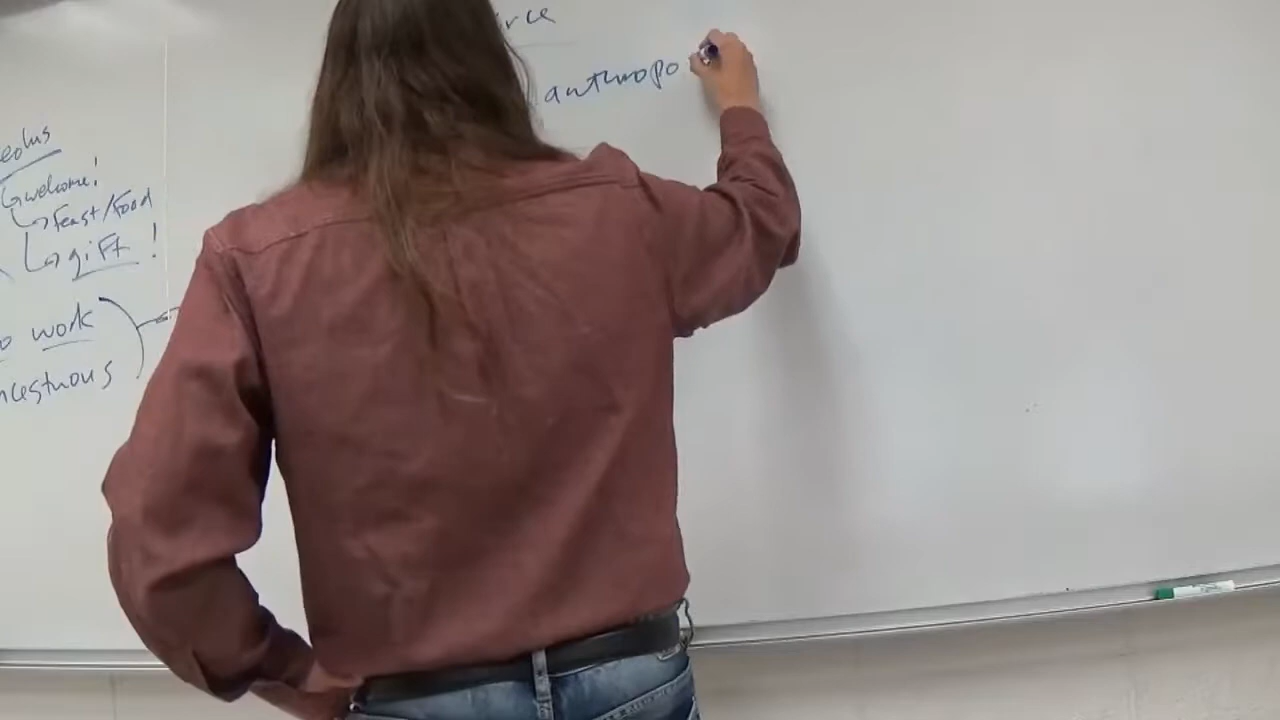 rce
anthropo
eolus
↳welcome!
↳Feast/Food
↳gift!
o work
ncestuous